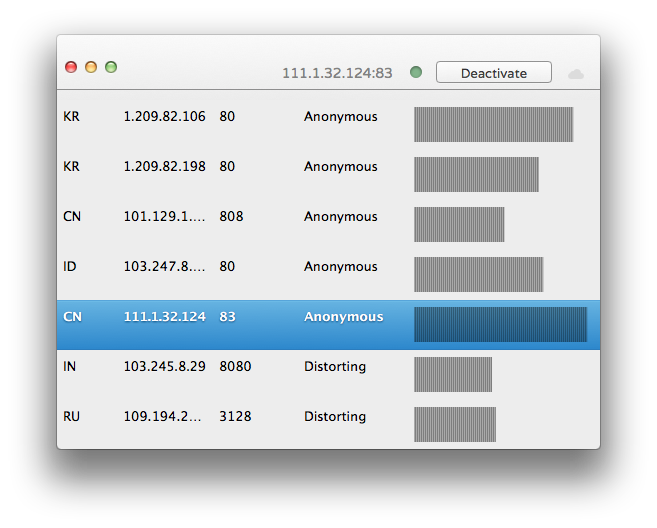 111.1.32.124:83 Deactivate
KR 1.209.82.106 80 Anonymous
KR 1.209.82.198 80 Anonymous
CN 101.129.1.... 808 Anonymous
ID 103.247.8.... 80 Anonymous
CN 111.1.32.124 83 Anonymous
IN 103.245.8.29 8080 Distorting
RU 109.194.2... 3128 Distorting